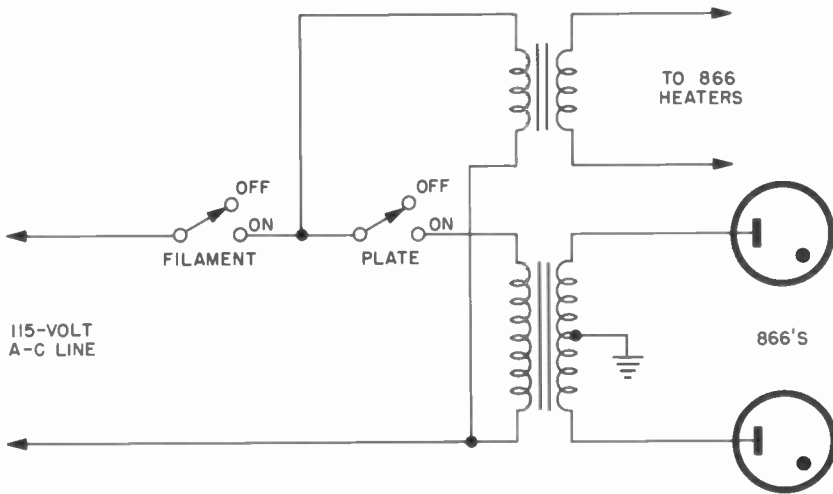 TO 866
HEATERS
OFF
ON
FILAMENT
OFF
ON
PLATE
115-VOLT
A-C LINE
866'S